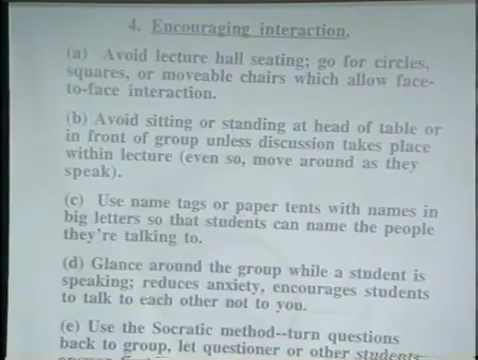 4. Encouraging interaction.
(a) Avoid lecture hall seating; go for circles,
squares, or moveable chairs which allow face-
to-face interaction.
(b) Avoid sitting or standing at head of table or
in front of group unless discussion takes place
within lecture (even so, move around as they
speak).
(c) Use name tags or paper tents with names in
big letters so that students can name the people
they're talking to.
(d) Glance around the group while a student is
speaking; reduces anxiety, encourages students
to talk to each other not to you.
(e) Use the Socratic method--turn questions
back to group, let questioner or other students